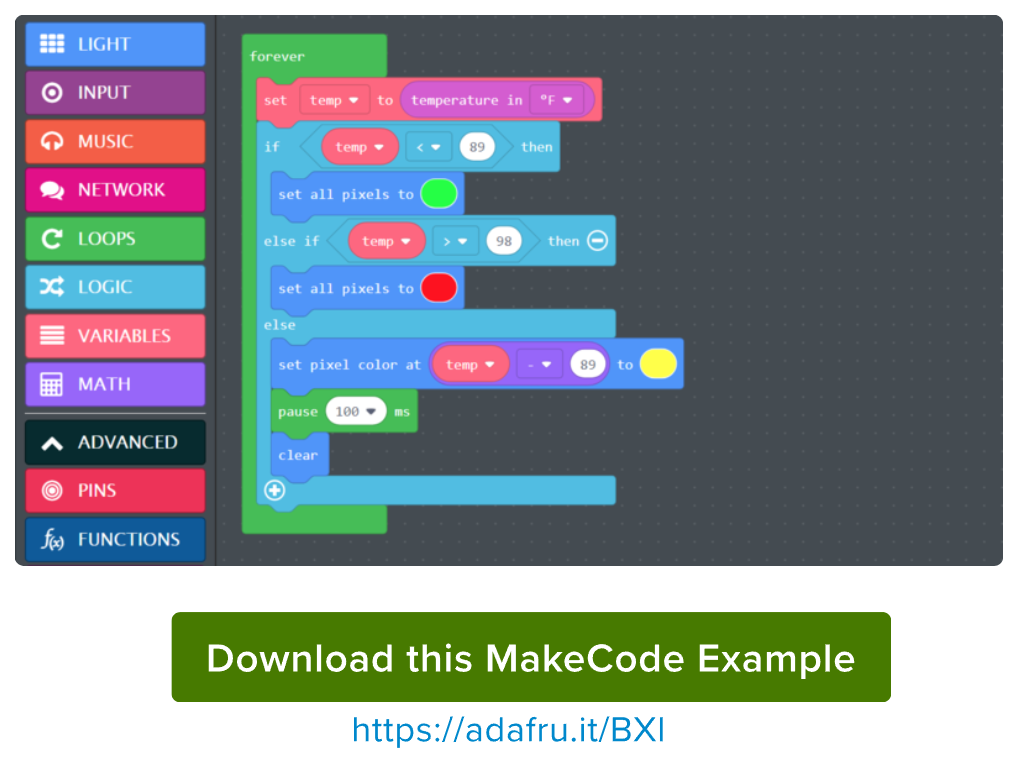 LIGHT
INPUT
MUSIC
NETWORK
LOOPS
LOGIC
VARIABLES
MATH
ADVANCED
PINS
f(x) FUNCTIONS
forever
set temp to temperature in °F
if temp < 89 then
set all pixels to
else if temp > 98 then
set all pixels to
else
set pixel color at temp - 89 to
pause 100 ms
clear
Download this MakeCode Example
https://adafru.it/BXI